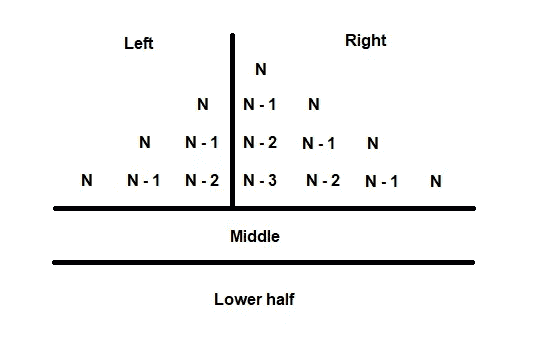 Left Right
N
N N - 1 N
N N - 1 N - 2 N - 1 N
N N - 1 N - 2 N - 3 N - 2 N - 1 N
Middle
Lower half